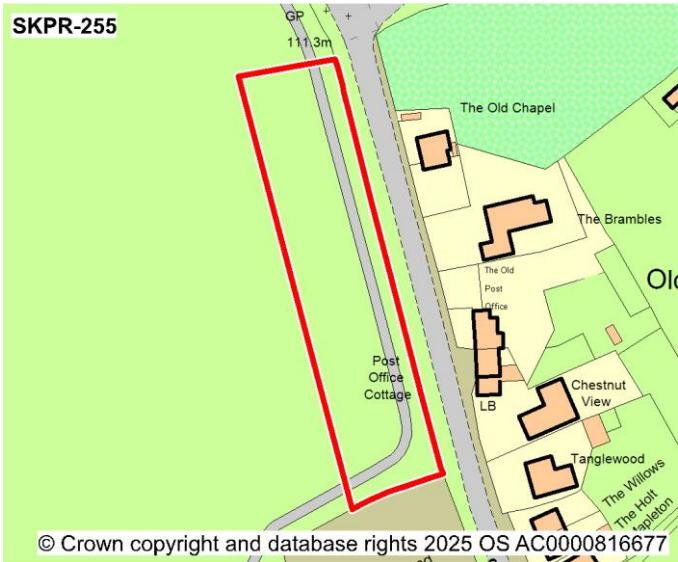 SKPR-255
GP
111.3m
The Old Chapel
The Brambles
The Old
Post
Office
Old
Post
Office
Cottage
LB
Chestnut
View
Tanglewood
The Willows
The Holt
Mapleton
© Crown copyright and database rights 2025 OS AC0000816677